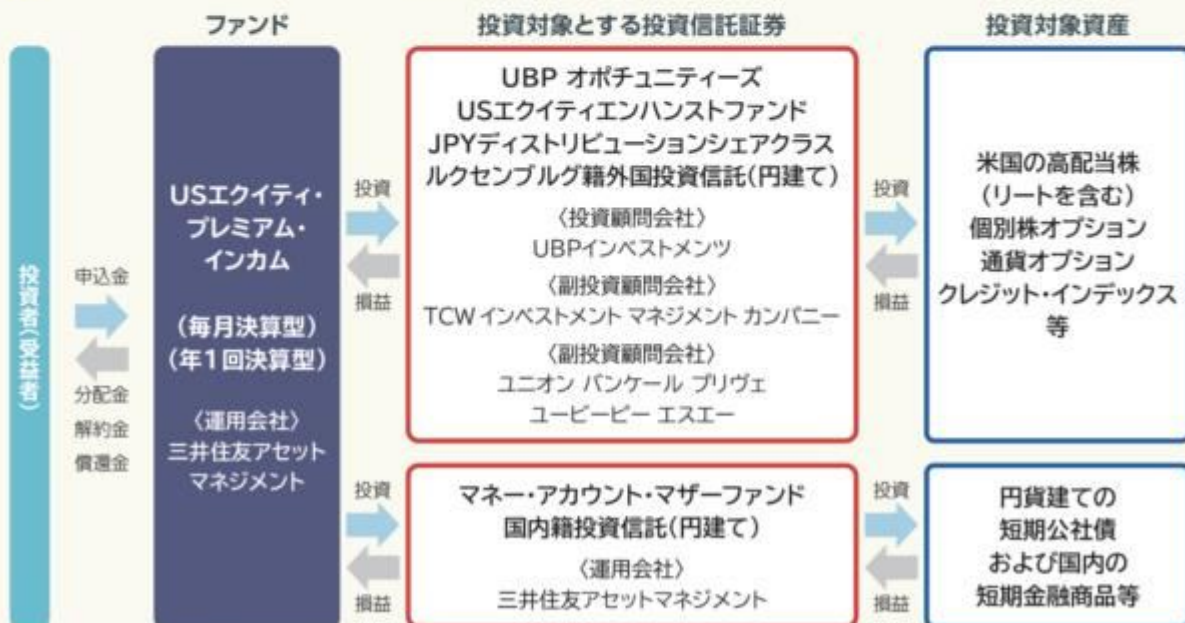 ファンド
投資対象とする投資信託証券
投資対象資産
投資者(受益者)
申込金
分配金
解約金
償還金
USエクイティ・
プレミアム・
インカム
(毎月決算型)
(年1回決算型)
〈運用会社〉
三井住友アセット
マネジメント
投資
損益
UBP オポチュニティーズ
USエクイティエンハンストファンド
JPYディストリビューションシェアクラス
ルクセンブルグ籍外国投資信託(円建て)
〈投資顧問会社〉
UBPインベストメンツ
〈副投資顧問会社〉
TCW インベストメント マネジメント カンパニー
〈副投資顧問会社〉
ユニオン バンケール プリヴェ
ユービーピー エスエー
投資
損益
米国の高配当株
(リートを含む)
個別株オプション
通貨オプション
クレジット・インデックス
等
投資
損益
マネー・アカウント・マザーファンド
国内籍投資信託(円建て)
〈運用会社〉
三井住友アセットマネジメント
投資
損益
円貨建ての
短期公社債
および国内の
短期金融商品等